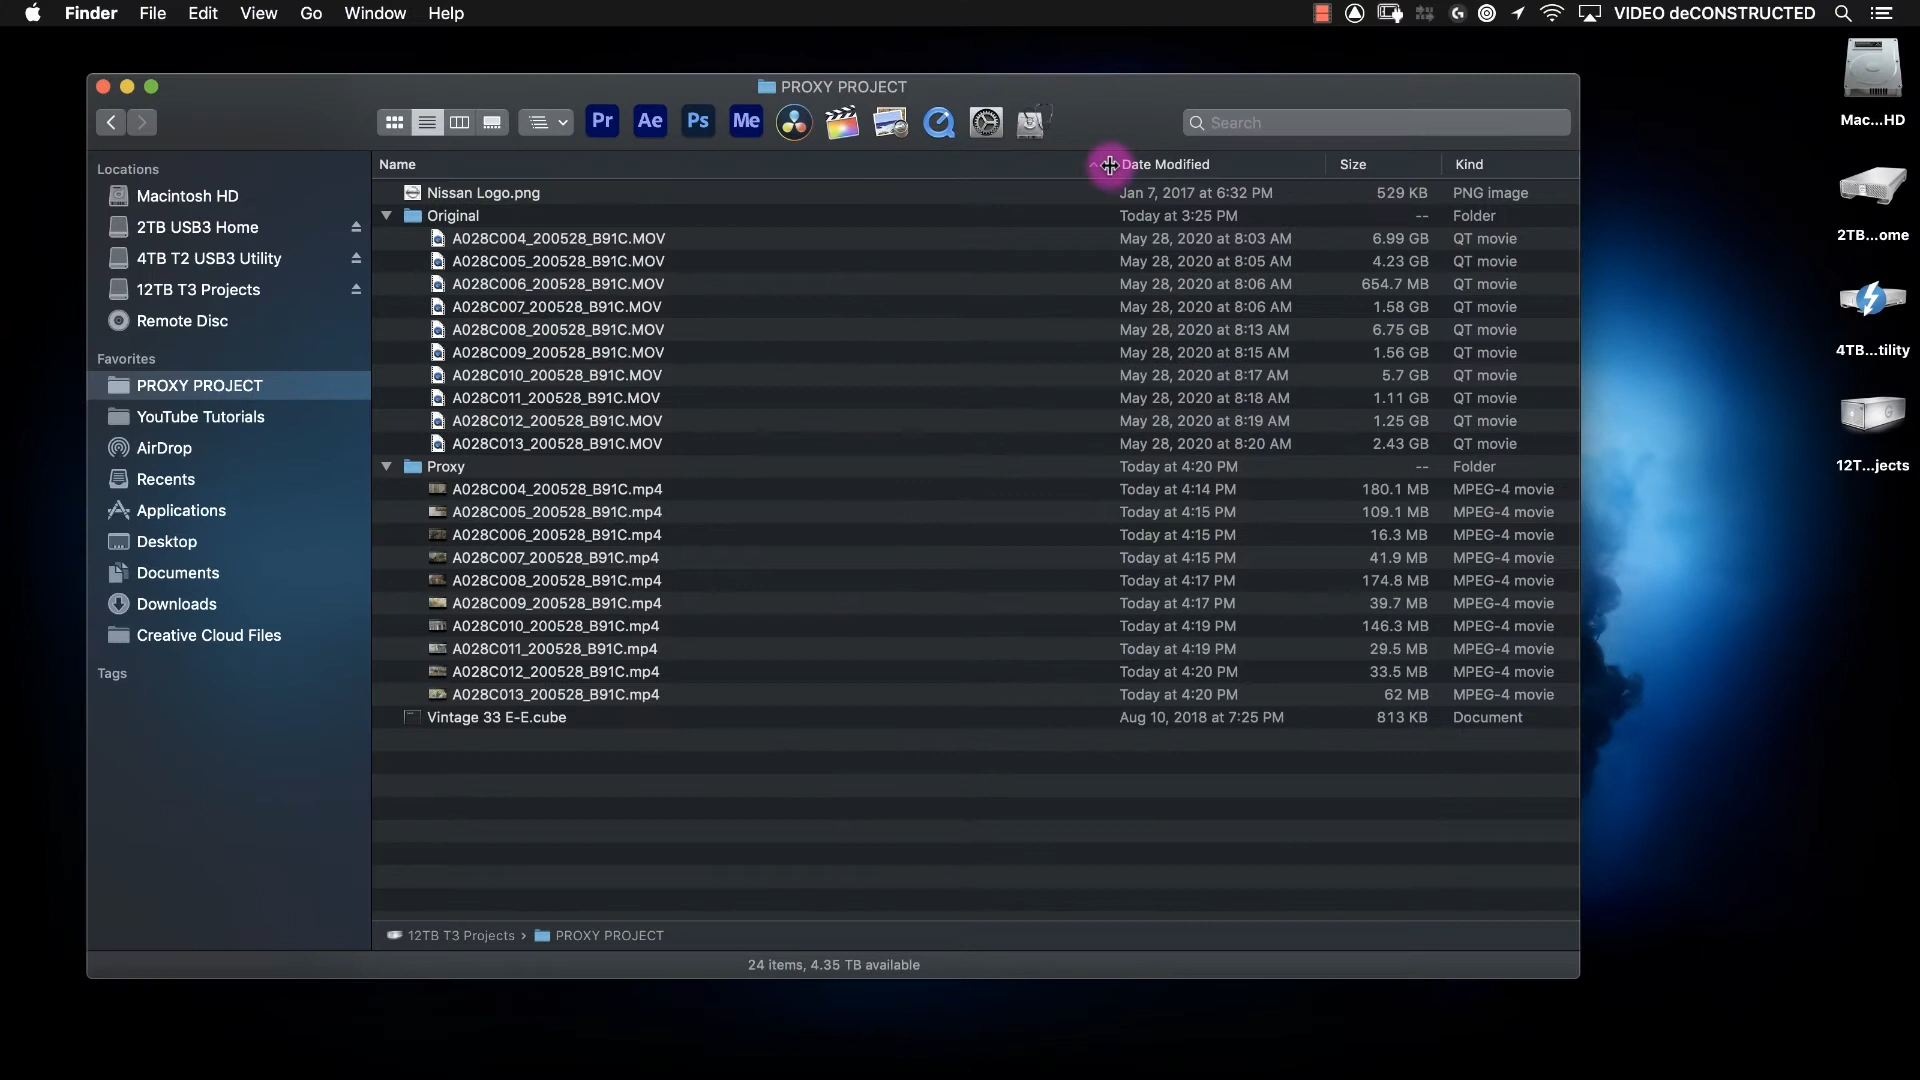 Finder File Edit View Go Window Help VIDEO deCONSTRUCTED
PROXY PROJECT
Pr Ae Ps Me Search
Locations
Macintosh HD
2TB USB3 Home
4TB T2 USB3 Utility
12TB T3 Projects
Remote Disc
Favorites
PROXY PROJECT
YouTube Tutorials
AirDrop
Recents
Applications
Desktop
Documents
Downloads
Creative Cloud Files
Tags
Name Date Modified Size Kind
Nissan Logo.png Jan 7, 2017 at 6:32 PM 529 KB PNG image
Original Today at 3:25 PM -- Folder
A028C004_200528_B91C.MOV May 28, 2020 at 8:03 AM 6.99 GB QT movie
A028C005_200528_B91C.MOV May 28, 2020 at 8:05 AM 4.23 GB QT movie
A028C006_200528_B91C.MOV May 28, 2020 at 8:06 AM 654.7 MB QT movie
A028C007_200528_B91C.MOV May 28, 2020 at 8:06 AM 1.58 GB QT movie
A028C008_200528_B91C.MOV May 28, 2020 at 8:13 AM 6.75 GB QT movie
A028C009_200528_B91C.MOV May 28, 2020 at 8:15 AM 1.56 GB QT movie
A028C010_200528_B91C.MOV May 28, 2020 at 8:17 AM 5.7 GB QT movie
A028C011_200528_B91C.MOV May 28, 2020 at 8:18 AM 1.11 GB QT movie
A028C012_200528_B91C.MOV May 28, 2020 at 8:19 AM 1.25 GB QT movie
A028C013_200528_B91C.MOV May 28, 2020 at 8:20 AM 2.43 GB QT movie
Proxy Today at 4:20 PM -- Folder
A028C004_200528_B91C.mp4 Today at 4:14 PM 180.1 MB MPEG-4 movie
A028C005_200528_B91C.mp4 Today at 4:15 PM 109.1 MB MPEG-4 movie
A028C006_200528_B91C.mp4 Today at 4:15 PM 16.3 MB MPEG-4 movie
A028C007_200528_B91C.mp4 Today at 4:15 PM 41.9 MB MPEG-4 movie
A028C008_200528_B91C.mp4 Today at 4:17 PM 174.8 MB MPEG-4 movie
A028C009_200528_B91C.mp4 Today at 4:17 PM 39.7 MB MPEG-4 movie
A028C010_200528_B91C.mp4 Today at 4:19 PM 146.3 MB MPEG-4 movie
A028C011_200528_B91C.mp4 Today at 4:19 PM 29.5 MB MPEG-4 movie
A028C012_200528_B91C.mp4 Today at 4:20 PM 33.5 MB MPEG-4 movie
A028C013_200528_B91C.mp4 Today at 4:20 PM 62 MB MPEG-4 movie
Vintage 33 E-E.cube Aug 10, 2018 at 7:25 PM 813 KB Document
12TB T3 Projects › PROXY PROJECT
24 items, 4.35 TB available
Mac...HD
2TB...ome
4TB...tility
12T...jects